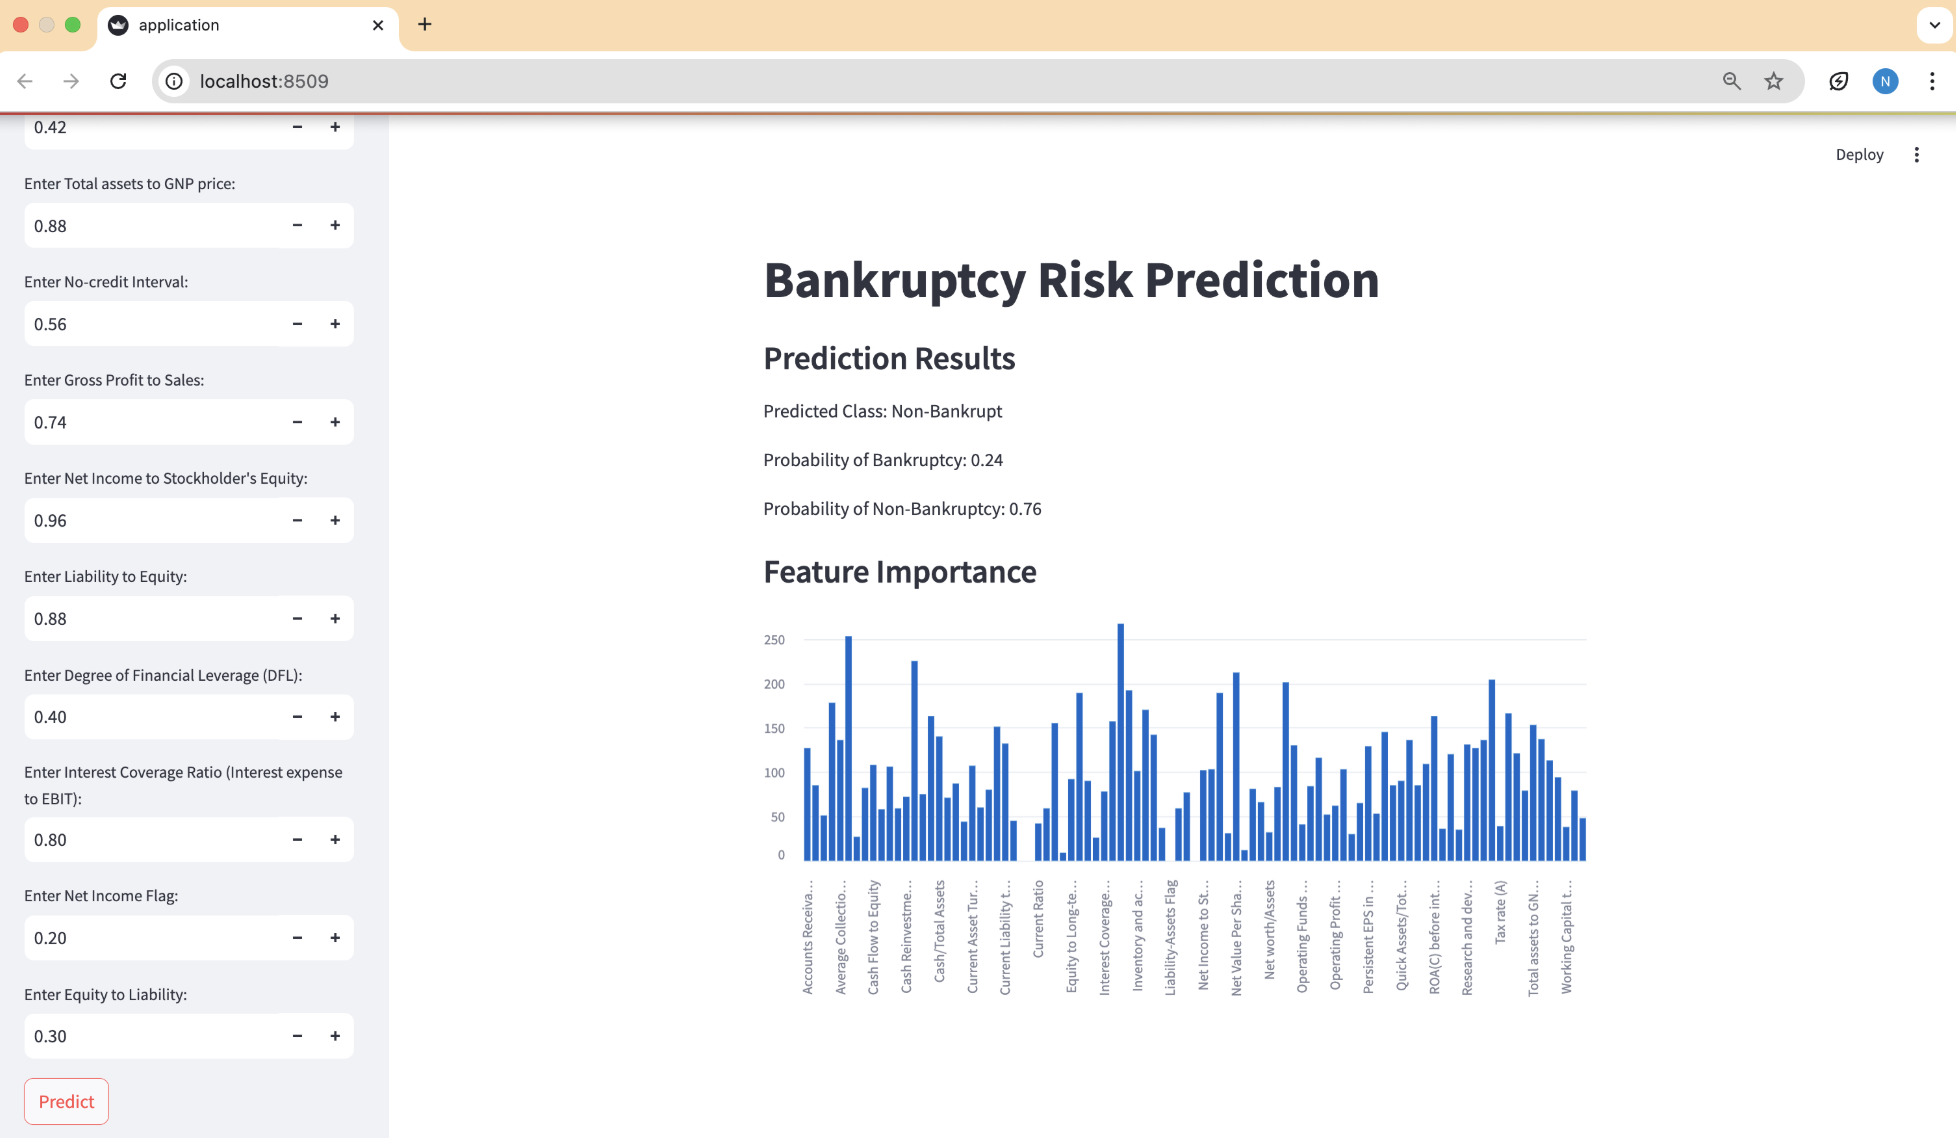 application
localhost:8509
N
0.42
Enter Total assets to GNP price:
0.88
Enter No-credit Interval:
0.56
Enter Gross Profit to Sales:
0.74
Enter Net Income to Stockholder's Equity:
0.96
Enter Liability to Equity:
0.88
Enter Degree of Financial Leverage (DFL):
0.40
Enter Interest Coverage Ratio (Interest expense
to EBIT):
0.80
Enter Net Income Flag:
0.20
Enter Equity to Liability:
0.30
Predict
Deploy
Bankruptcy Risk Prediction
Prediction Results
Predicted Class: Non-Bankrupt
Probability of Bankruptcy: 0.24
Probability of Non-Bankruptcy: 0.76
Feature Importance
250
200
150
100
50
0
Accounts Receiva…
Average Collectio…
Cash Flow to Equity
Cash Reinvestme…
Cash/Total Assets
Current Asset Tur…
Current Liability t…
Current Ratio
Equity to Long-te…
Interest Coverage…
Inventory and ac…
Liability-Assets Flag
Net Income to St…
Net Value Per Sha…
Net worth/Assets
Operating Funds …
Operating Profit …
Persistent EPS in …
Quick Assets/Tot…
ROA(C) before int…
Research and dev…
Tax rate (A)
Total assets to GN…
Working Capital t…